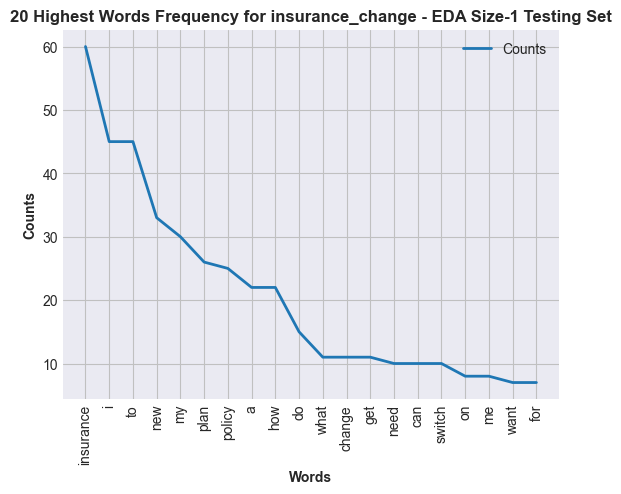 20 Highest Words Frequency for insurance_change - EDA Size-1 Testing Set
Counts
60
50
40
30
20
10
Counts
insurance
i
to
new
my
plan
policy
a
how
do
what
change
get
need
can
switch
on
me
want
for
Words